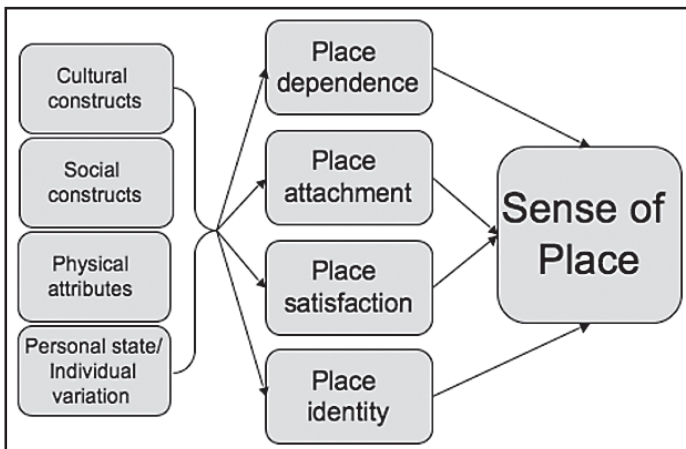 Cultural
constructs
Social
constructs
Physical
attributes
Personal state/
Individual
variation
Place
dependence
Place
attachment
Place
satisfaction
Place
identity
Sense of
Place